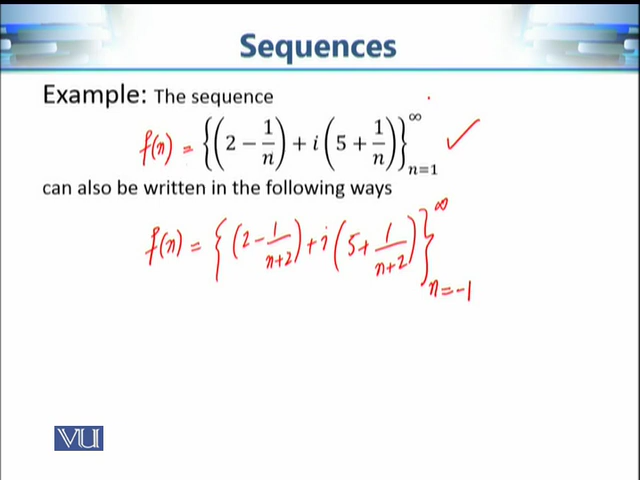 Sequences
Example: The sequence
f(n) = {(2 − 1/n) + i(5 + 1/n)}^∞_{n=1} ✓
can also be written in the following ways
f(n) = {(2 − 1/(n+2)) + i(5 + 1/(n+2))}^∞_{n=−1}
VU